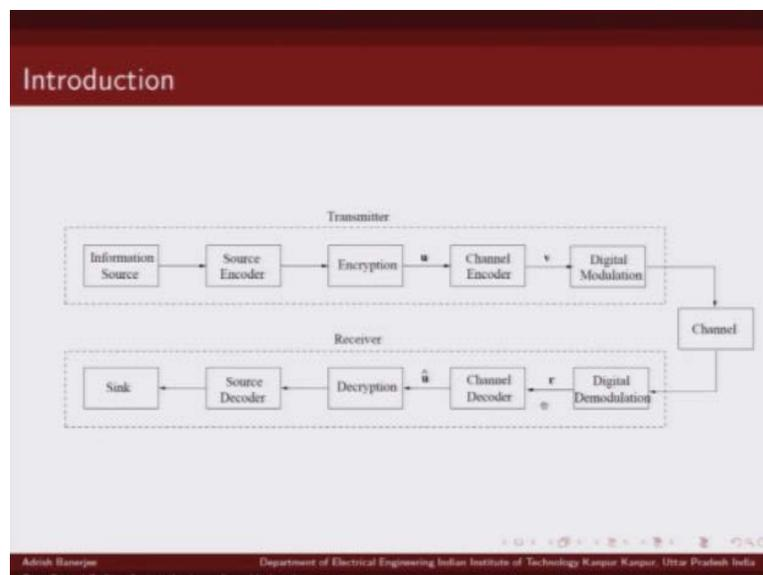 Introduction
Transmitter
Information
Source
Source
Encoder
Encryption
u
Channel
Encoder
v
Digital
Modulation
Channel
Receiver
Sink
Source
Decoder
Decryption
û
Channel
Decoder
r
Digital
Demodulation
Adrish Banerjee
Department of Electrical Engineering Indian Institute of Technology Kanpur Kanpur, Uttar Pradesh India